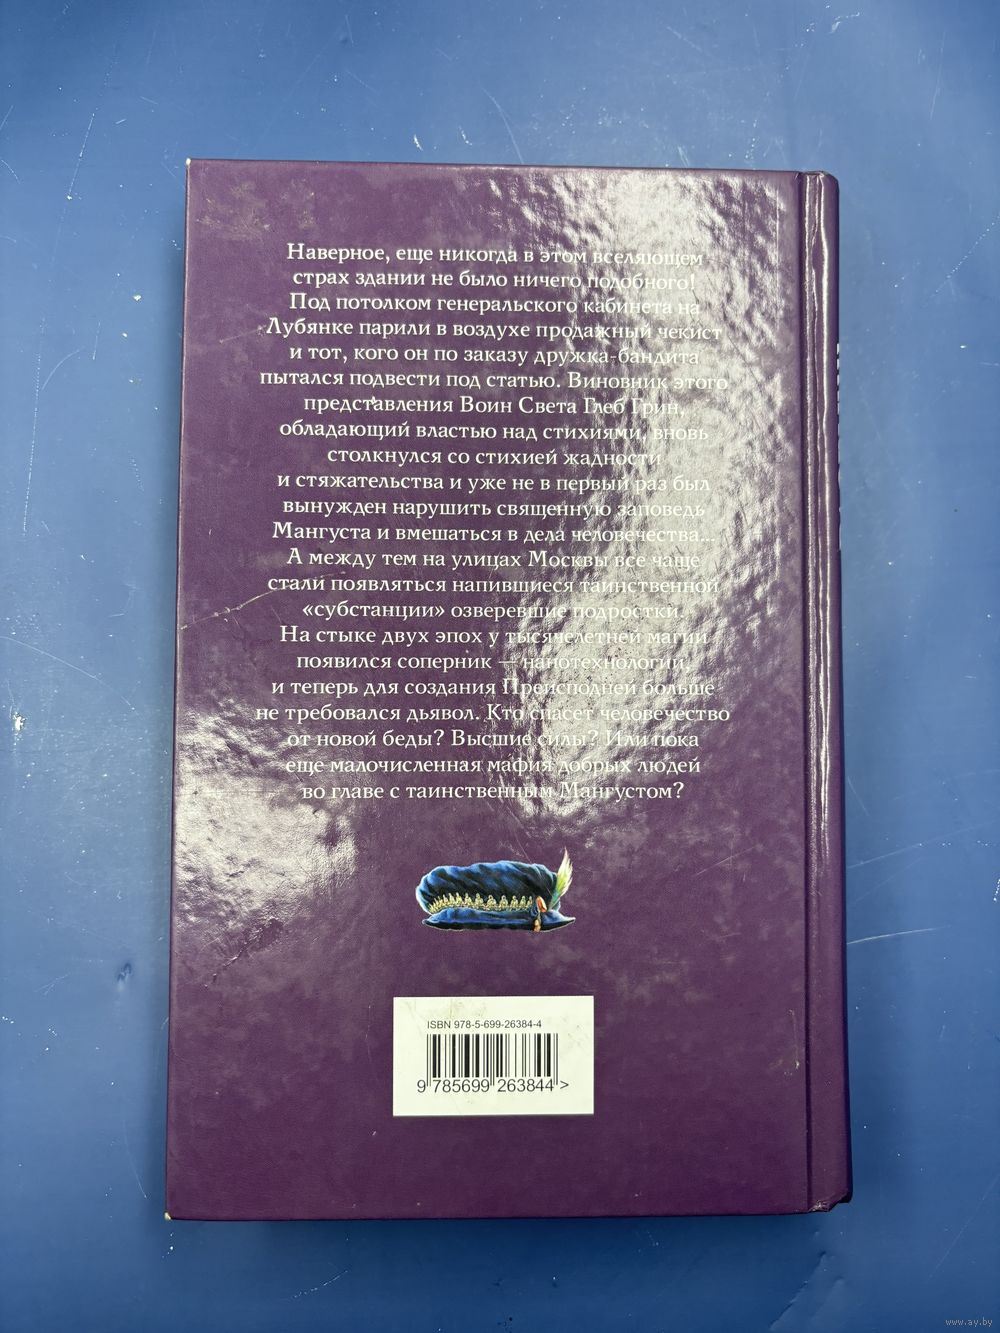 Наверное, еще никогда в этом вселяющем
страх здании не было ничего подобного!
Под потолком генеральского кабинета на
Лубянке парили в воздухе продажный чекист
и тот, кого он по заказу дружка-бандита
пытался подвести под статью. Виновник этого
представления Воин Света Глеб Грин,
обладающий властью над стихиями, вновь
столкнулся со стихией жадности
и стяжательства и уже не в первый раз был
вынужден нарушить священную заповедь
Мангуста и вмешаться в дела человечества...
А между тем на улицах Москвы все чаще
стали появляться напившиеся таинственной
«субстанции» озверевшие подростки.
На стыке двух эпох у тысячелетней магии
появился соперник — нанотехнологии,
и теперь для создания Преисподней больше
не требовался дьявол. Кто спасет человечество
от новой беды? Высшие силы? Или пока
еще малочисленная мафия добрых людей
во главе с таинственным Мангустом?
ISBN 978-5-699-26384-4
9 785699 263844 >
www.ay.by